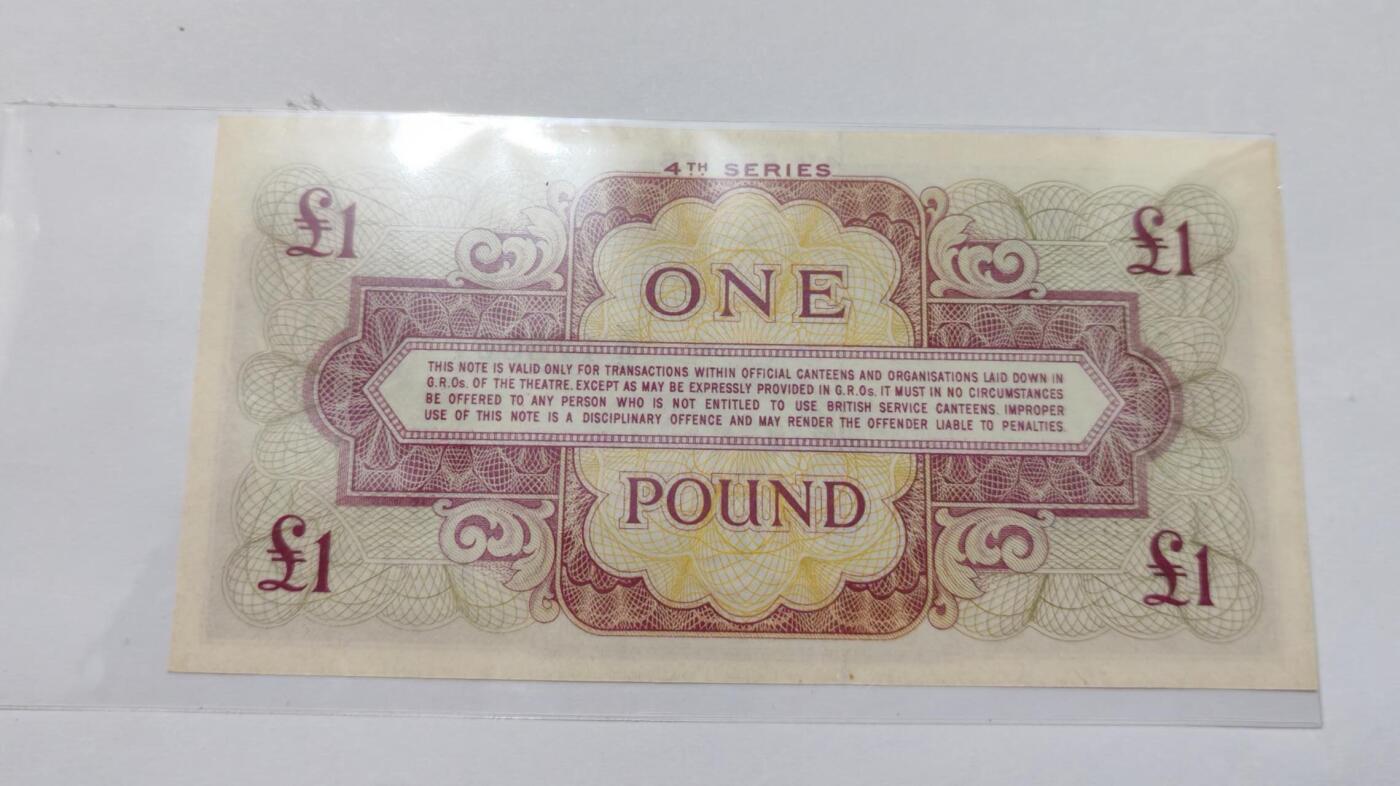 4TH SERIES
£1
£1
ONE
THIS NOTE IS VALID ONLY FOR TRANSACTIONS WITHIN OFFICIAL CANTEENS AND ORGANISATIONS LAID DOWN IN
G.R.Os. OF THE THEATRE. EXCEPT AS MAY BE EXPRESSLY PROVIDED IN G.R.Os. IT MUST IN NO CIRCUMSTANCES
BE OFFERED TO ANY PERSON WHO IS NOT ENTITLED TO USE BRITISH SERVICE CANTEENS. IMPROPER
USE OF THIS NOTE IS A DISCIPLINARY OFFENCE AND MAY RENDER THE OFFENDER LIABLE TO PENALTIES.
POUND
£1
£1